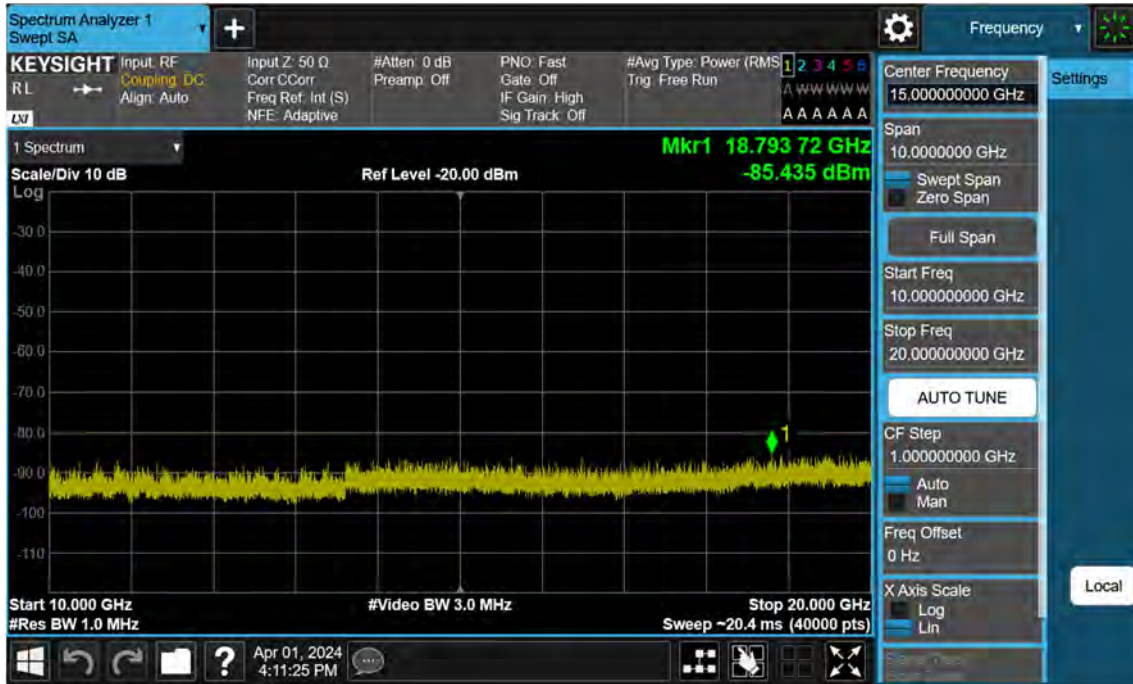 Spectrum Analyzer 1
Swept SA
Frequency
KEYSIGHT
RL
LXI
Input: RF
Coupling: DC
Align: Auto
Input Z: 50 Ω
Corr CCorr
Freq Ref: Int (S)
NFE: Adaptive
#Atten: 0 dB
Preamp: Off
PNO: Fast
Gate: Off
IF Gain: High
Sig Track: Off
#Avg Type: Power (RMS
Trig: Free Run
1 2 3 4 5 6
A W W W W W
A A A A A A
1 Spectrum
Scale/Div 10 dB
Ref Level -20.00 dBm
Mkr1 18.793 72 GHz
-85.435 dBm
Log
-30.0
-40.0
-50.0
-60.0
-70.0
-80.0
-90.0
-100
-110
1
Start 10.000 GHz
#Res BW 1.0 MHz
#Video BW 3.0 MHz
Stop 20.000 GHz
Sweep ~20.4 ms (40000 pts)
Center Frequency
15.000000000 GHz
Span
10.0000000 GHz
Swept Span
Zero Span
Full Span
Start Freq
10.000000000 GHz
Stop Freq
20.000000000 GHz
AUTO TUNE
CF Step
1.000000000 GHz
Auto
Man
Freq Offset
0 Hz
X Axis Scale
Log
Lin
Settings
Local
?
Apr 01, 2024
4:11:25 PM